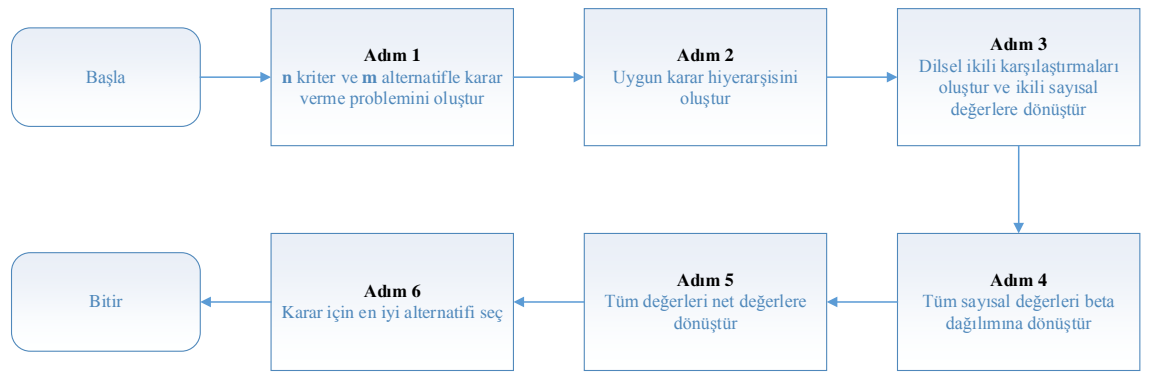 Başla
Adım 1
n kriter ve m alternatifle karar
verme problemini oluştur
Adım 2
Uygun karar hiyerarşisini
oluştur
Adım 3
Dilsel ikili karşılaştırmaları
oluştur ve ikili sayısal
değerlere dönüştür
Adım 4
Tüm sayısal değerleri beta
dağılımına dönüştür
Adım 5
Tüm değerleri net değerlere
dönüştür
Adım 6
Karar için en iyi alternatifi seç
Bitir